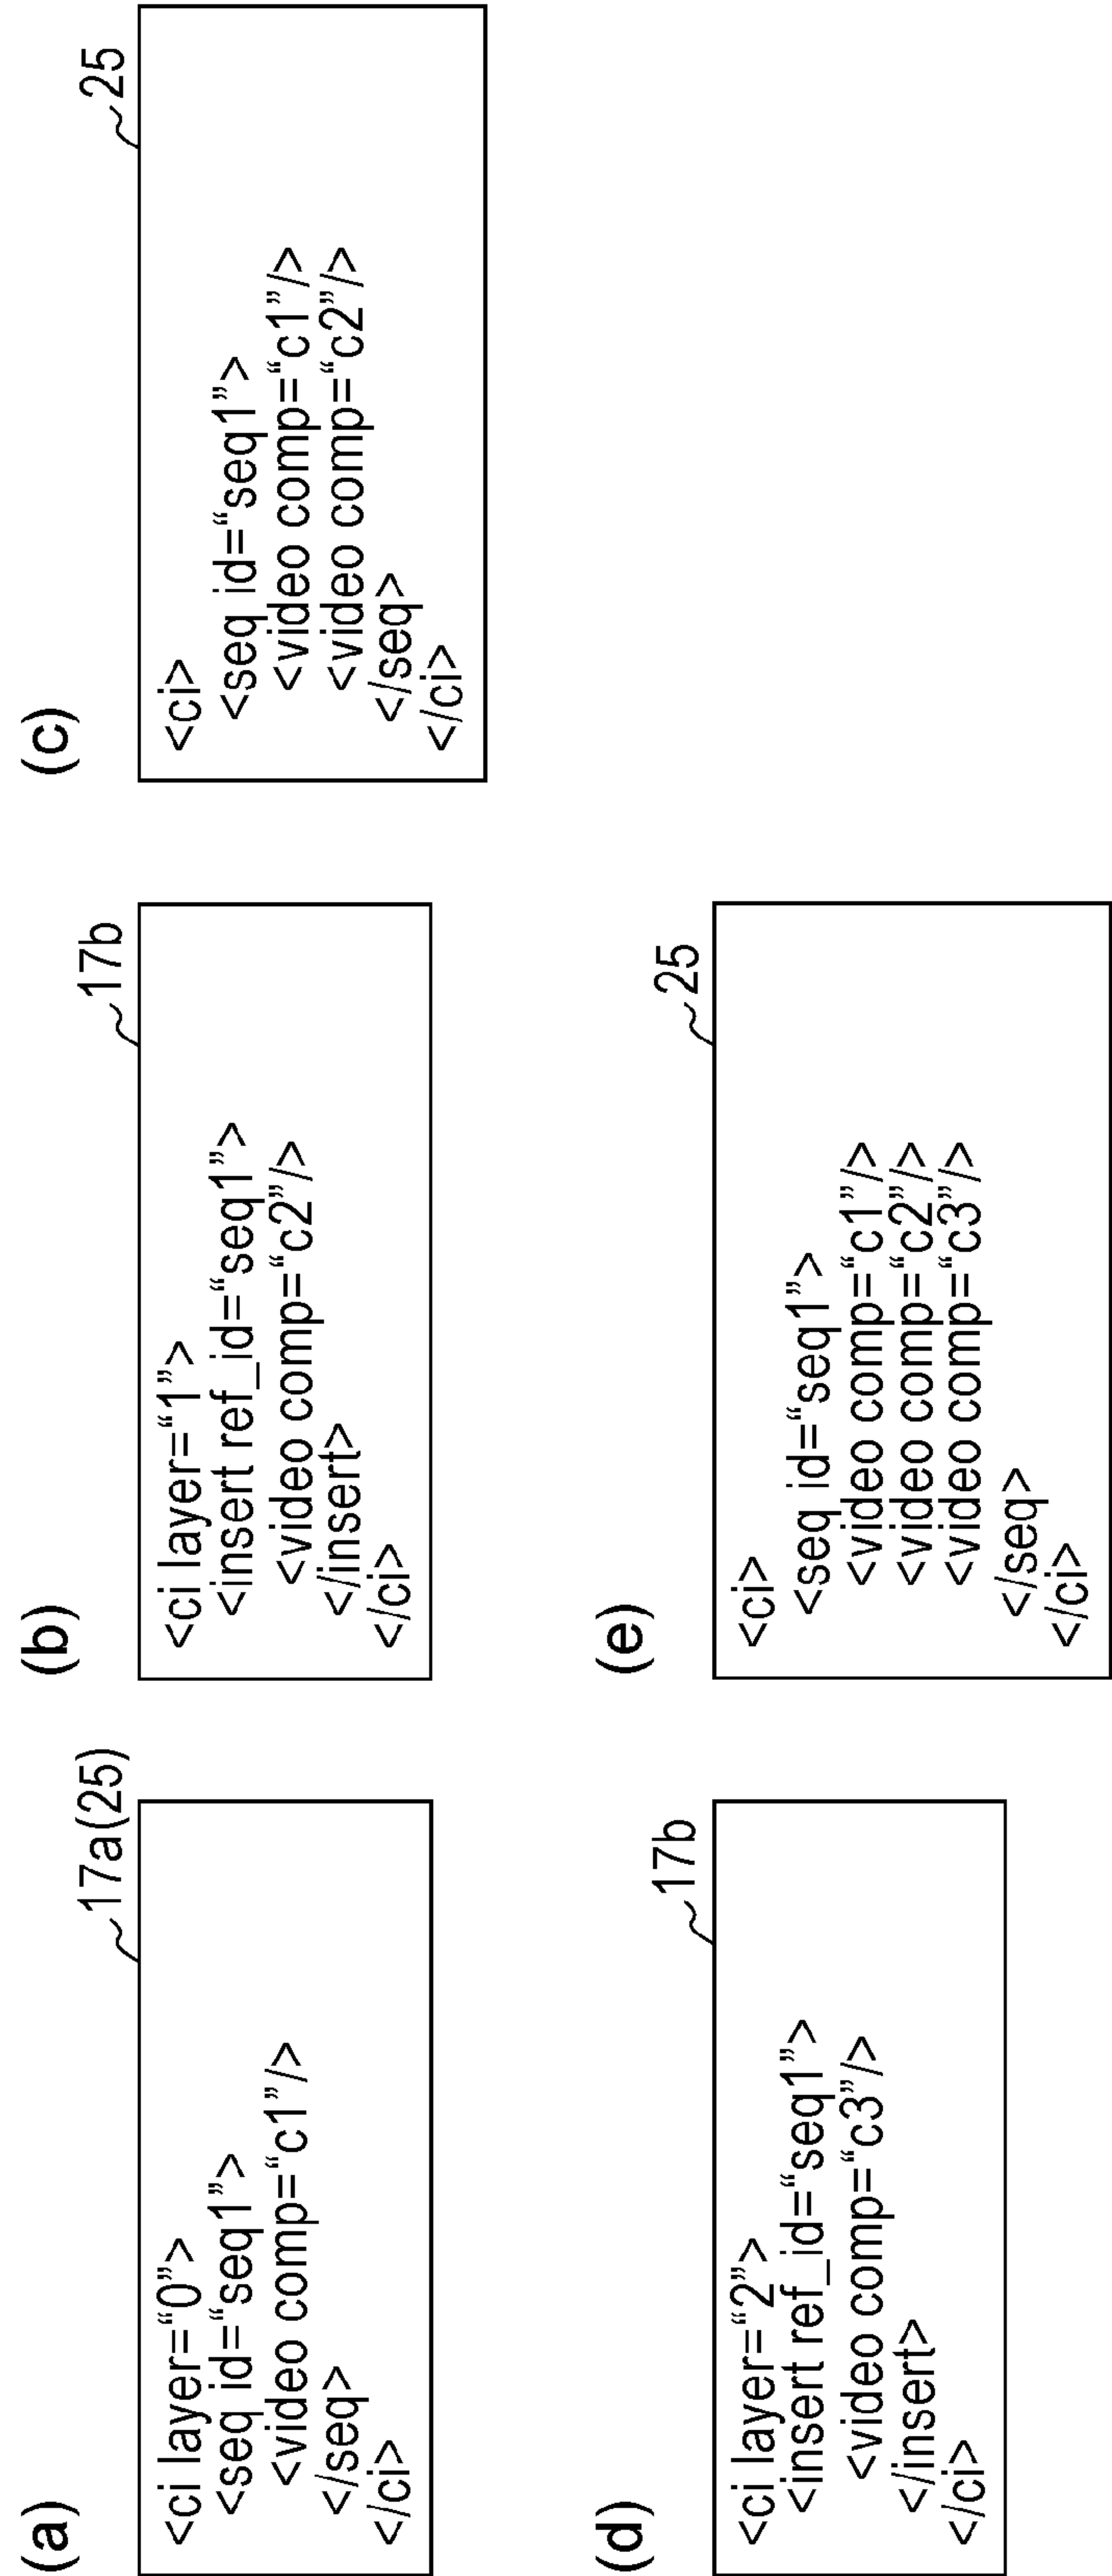 (a)
17a(25)
<ci layer=“0”>
<seq id=“seq1”>
<video comp=“c1”/>
</seq>
</ci>
(b)
17b
<ci layer=“1”>
<insert ref_id=“seq1”>
<video comp=“c2”/>
</insert>
</ci>
(c)
25
<ci>
<seq id=“seq1”>
<video comp=“c1”/>
<video comp=“c2”/>
</seq>
</ci>
(d)
17b
<ci layer=“2”>
<insert ref_id=“seq1”>
<video comp=“c3”/>
</insert>
</ci>
(e)
25
<ci>
<seq id=“seq1”>
<video comp=“c1”/>
<video comp=“c2”/>
<video comp=“c3”/>
</seq>
</ci>